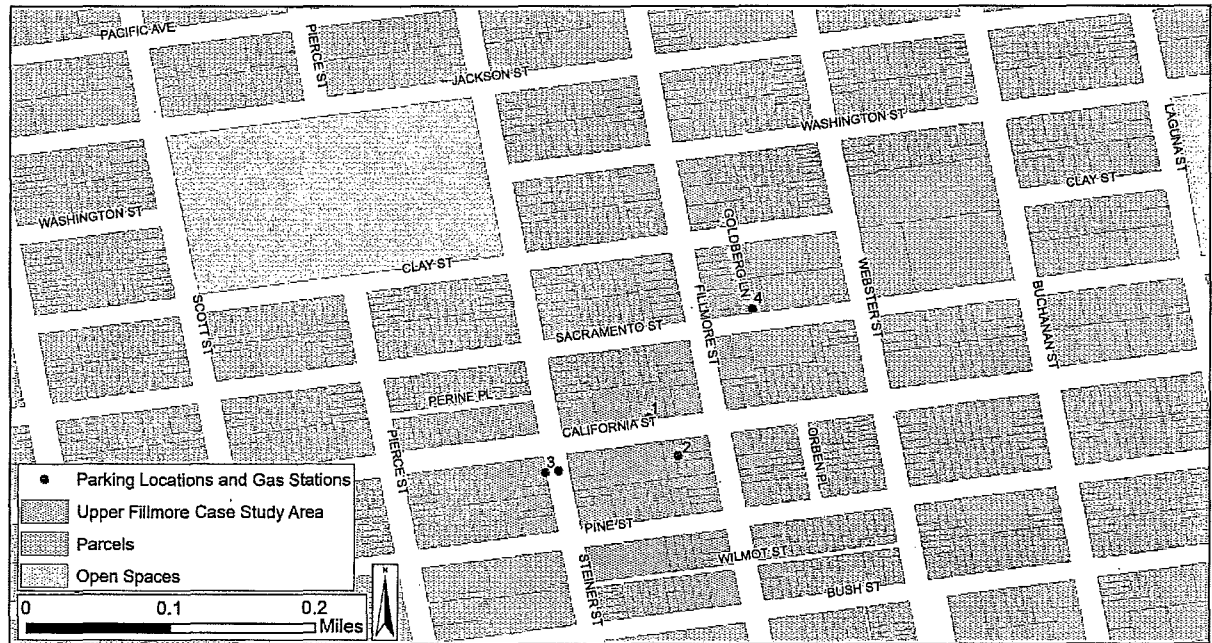 PACIFIC AVE
PIERCE ST
JACKSON ST
WASHINGTON ST
LAGUNA ST
CLAY ST
WASHINGTON ST
GOLDBERG LN
CLAY ST
4
SCOTT ST
FILLMORE ST
WEBSTER ST
BUCHANAN ST
SACRAMENTO ST
PERINE PL
1
CALIFORNIA ST
PIERCE ST
2
ORBEN PL
3
PINE ST
STEINER S
WILMOT ST
BUSH ST
Parking Locations and Gas Stations
Upper Fillmore Case Study Area
Parcels
Open Spaces
N
0 0.1 0.2
Miles